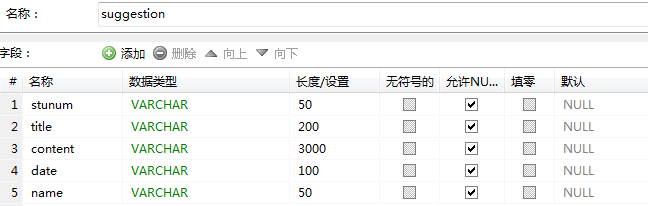 名称： suggestion
字段： 添加 删除 向上 向下
# 名称 数据类型 长度/设置 无符号的 允许NU... 填零 默认
1 stunum VARCHAR 50 NULL
2 title VARCHAR 200 NULL
3 content VARCHAR 3000 NULL
4 date VARCHAR 100 NULL
5 name VARCHAR 50 NULL